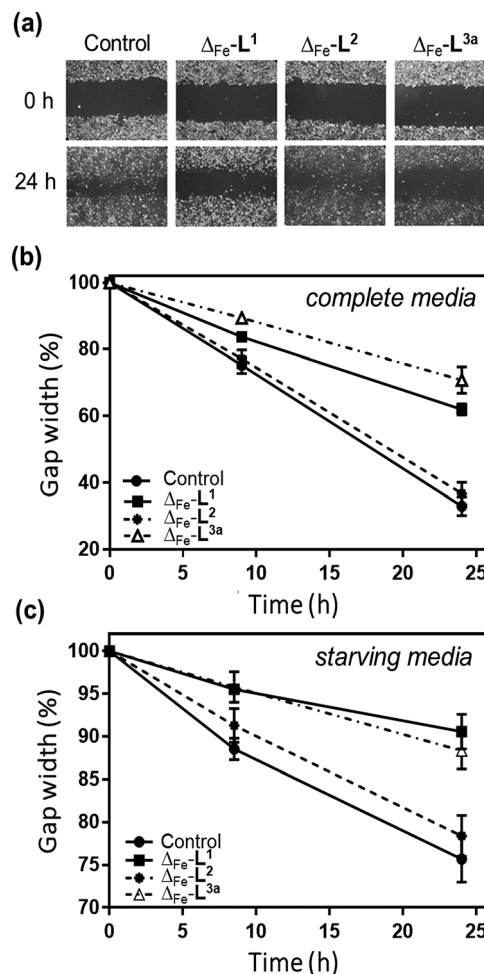 (a)
Control ΔFe-L¹ ΔFe-L² ΔFe-L³ᵃ
0 h
24 h
(b)
complete media
Gap width (%)
100
80
60
40
20
Control
ΔFe-L¹
ΔFe-L²
ΔFe-L³ᵃ
0 5 10 15 20 25
Time (h)
(c)
starving media
Gap width (%)
100
95
90
85
80
75
70
Control
ΔFe-L¹
ΔFe-L²
ΔFe-L³ᵃ
0 5 10 15 20 25
Time (h)